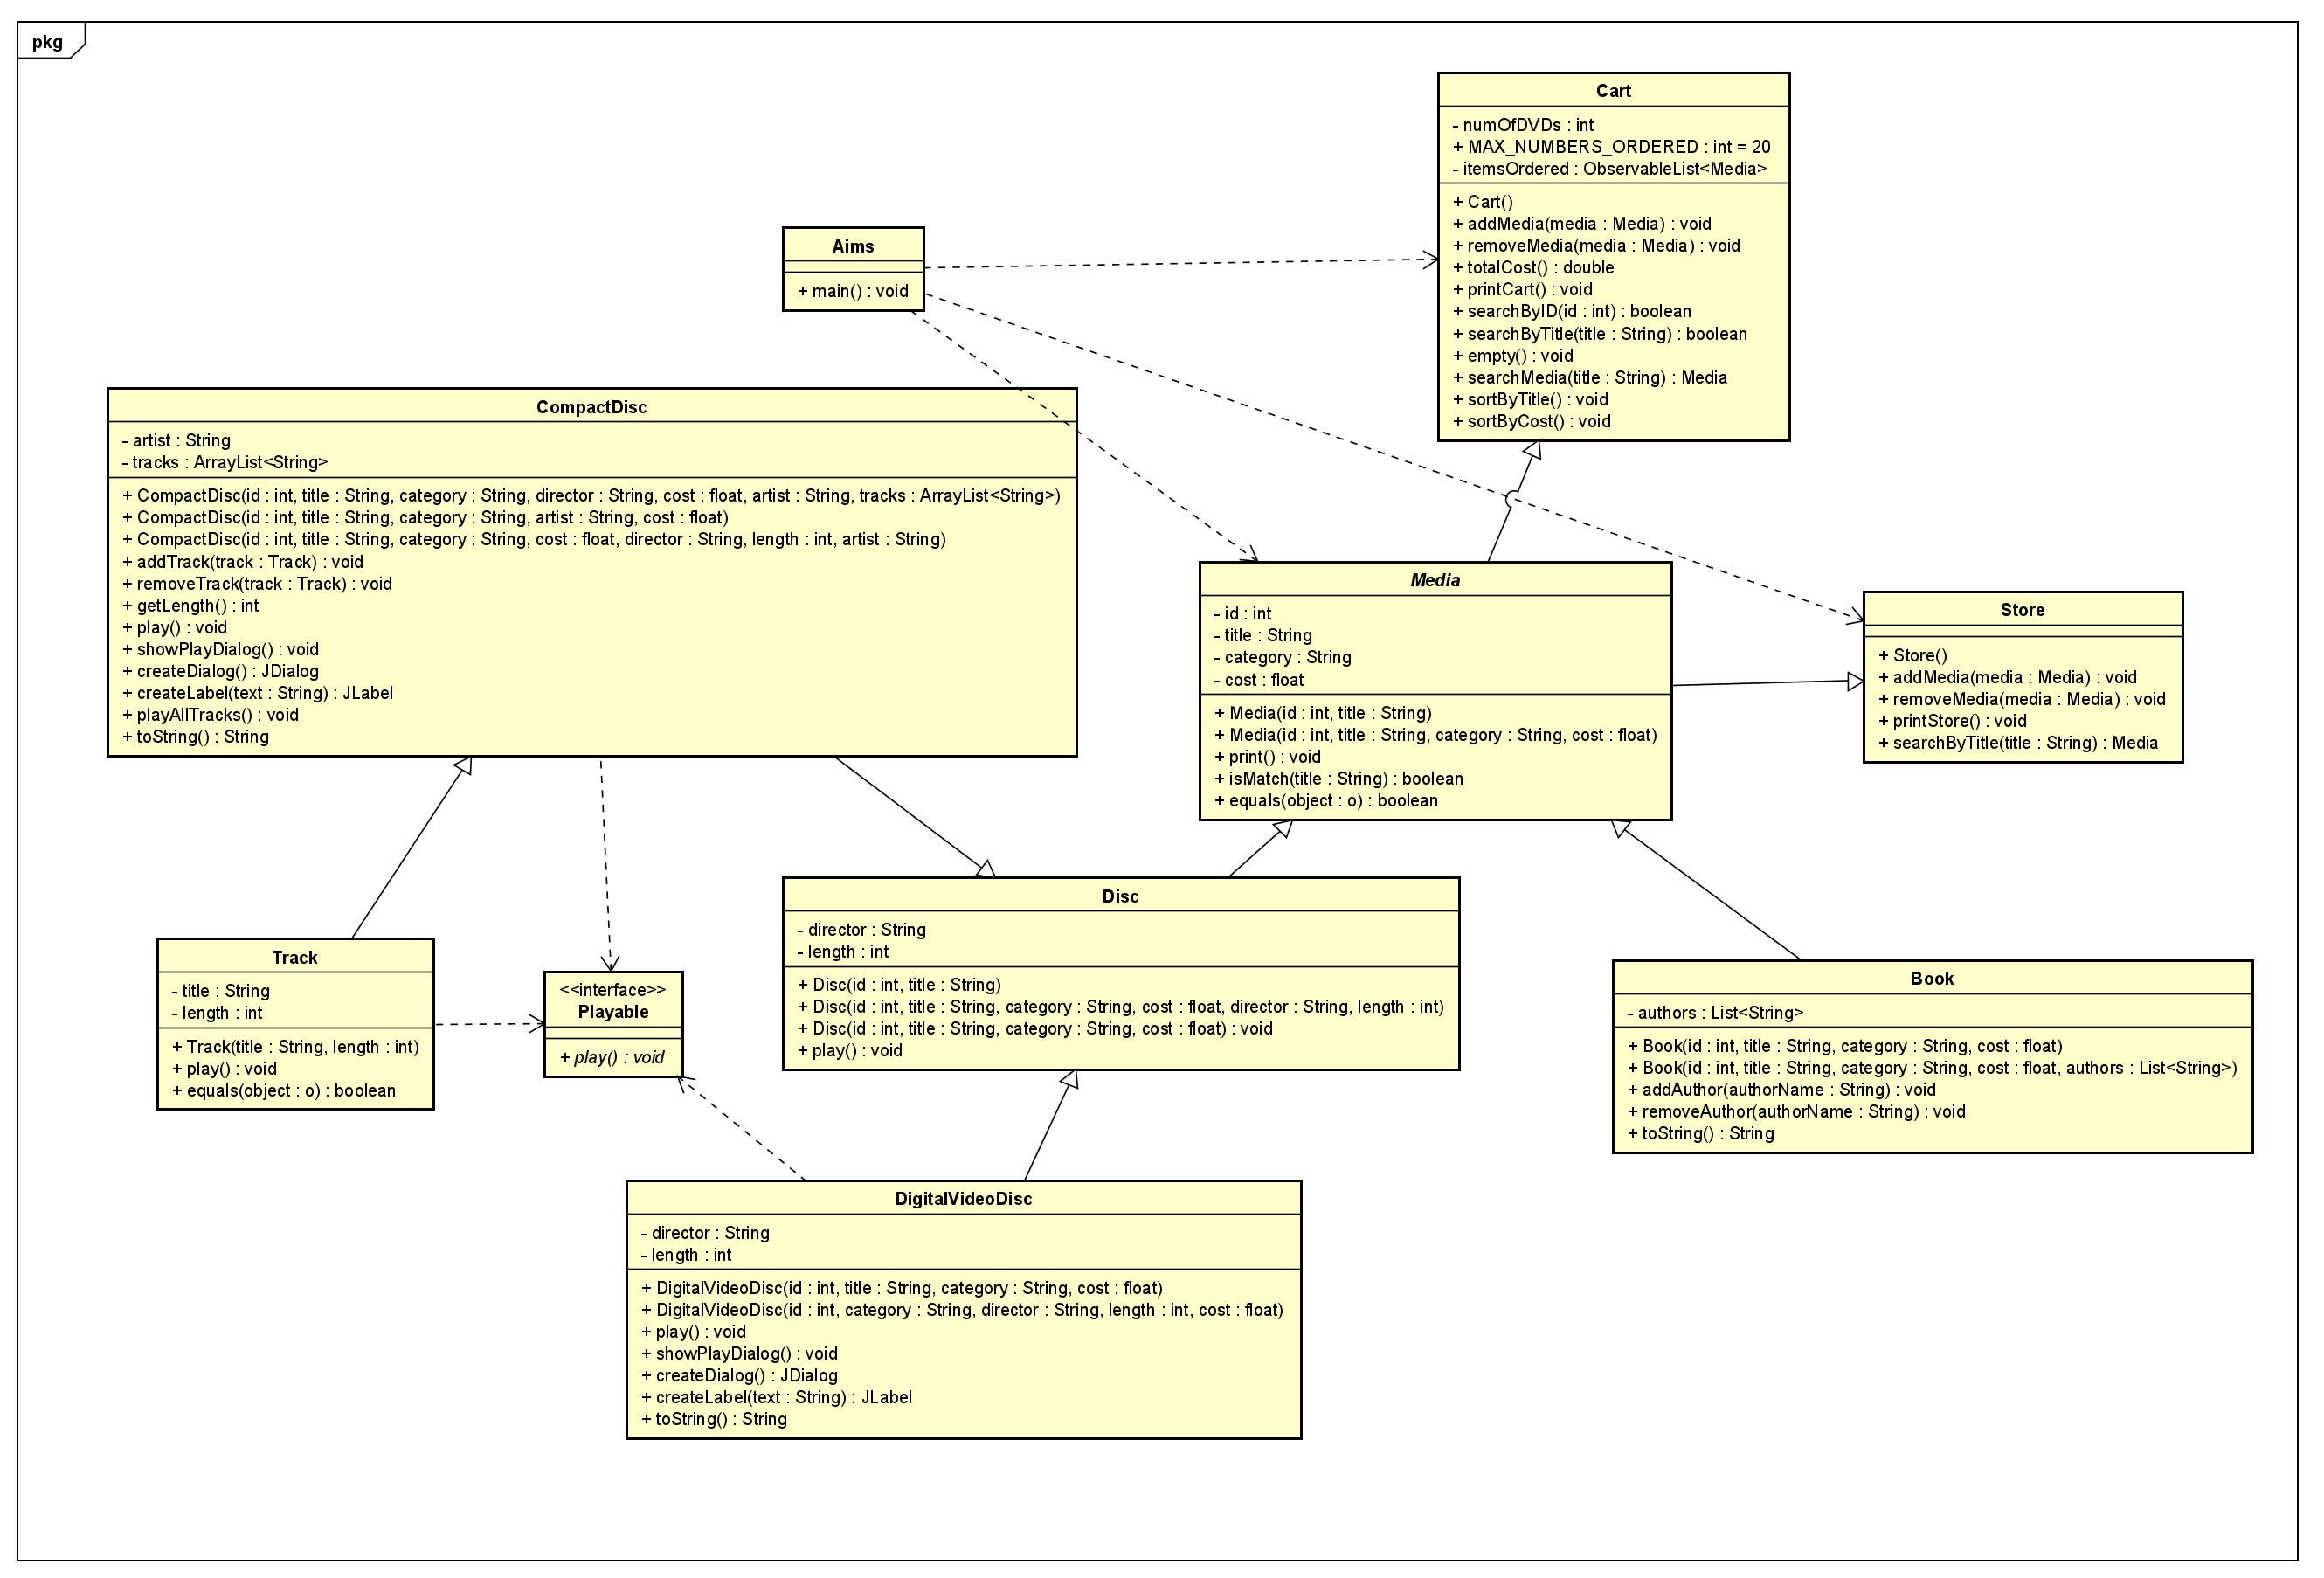 pkg
Cart
- numOfDVDs : int
+ MAX_NUMBERS_ORDERED : int = 20
- itemsOrdered : ObservableList<Media>
+ Cart()
+ addMedia(media : Media) : void
+ removeMedia(media : Media) : void
+ totalCost() : double
+ printCart() : void
+ searchByID(id : int) : boolean
+ searchByTitle(title : String) : boolean
+ empty() : void
+ searchMedia(title : String) : Media
+ sortByTitle() : void
+ sortByCost() : void
Aims
+ main() : void
CompactDisc
- artist : String
- tracks : ArrayList<String>
+ CompactDisc(id : int, title : String, category : String, director : String, cost : float, artist : String, tracks : ArrayList<String>)
+ CompactDisc(id : int, title : String, category : String, artist : String, cost : float)
+ CompactDisc(id : int, title : String, category : String, cost : float, director : String, length : int, artist : String)
+ addTrack(track : Track) : void
+ removeTrack(track : Track) : void
+ getLength() : int
+ play() : void
+ showPlayDialog() : void
+ createDialog() : JDialog
+ createLabel(text : String) : JLabel
+ playAllTracks() : void
+ toString() : String
Media
- id : int
- title : String
- category : String
- cost : float
+ Media(id : int, title : String)
+ Media(id : int, title : String, category : String, cost : float)
+ print() : void
+ isMatch(title : String) : boolean
+ equals(object : o) : boolean
Store
+ Store()
+ addMedia(media : Media) : void
+ removeMedia(media : Media) : void
+ printStore() : void
+ searchByTitle(title : String) : Media
Track
- title : String
- length : int
+ Track(title : String, length : int)
+ play() : void
+ equals(object : o) : boolean
<<interface>>
Playable
+ play() : void
Disc
- director : String
- length : int
+ Disc(id : int, title : String)
+ Disc(id : int, title : String, category : String, cost : float, director : String, length : int)
+ Disc(id : int, title : String, category : String, cost : float) : void
+ play() : void
Book
- authors : List<String>
+ Book(id : int, title : String, category : String, cost : float)
+ Book(id : int, title : String, category : String, cost : float, authors : List<String>)
+ addAuthor(authorName : String) : void
+ removeAuthor(authorName : String) : void
+ toString() : String
DigitalVideoDisc
- director : String
- length : int
+ DigitalVideoDisc(id : int, title : String, category : String, cost : float)
+ DigitalVideoDisc(id : int, category : String, director : String, length : int, cost : float)
+ play() : void
+ showPlayDialog() : void
+ createDialog() : JDialog
+ createLabel(text : String) : JLabel
+ toString() : String